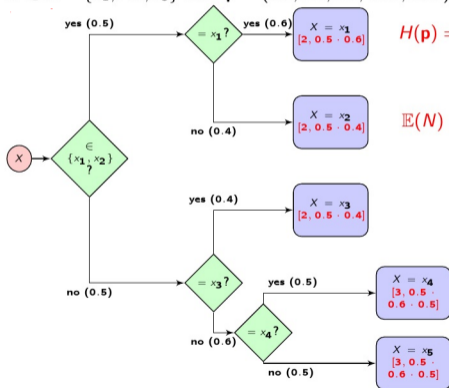 yes (0.5)
= x₁?
yes (0.6)
X = x₁
[2, 0.5 · 0.6]
H(p) =
no (0.4)
X = x₂
[2, 0.5 · 0.4]
𝔼(N)
X
∈
{x₁, x₂}
?
yes (0.4)
X = x₃
[2, 0.5 · 0.4]
no (0.5)
= x₃?
yes (0.5)
X = x₄
[3, 0.5 ·
0.6 · 0.5]
no (0.6)
= x₄?
no (0.5)
X = x₅
[3, 0.5 ·
0.6 · 0.5]